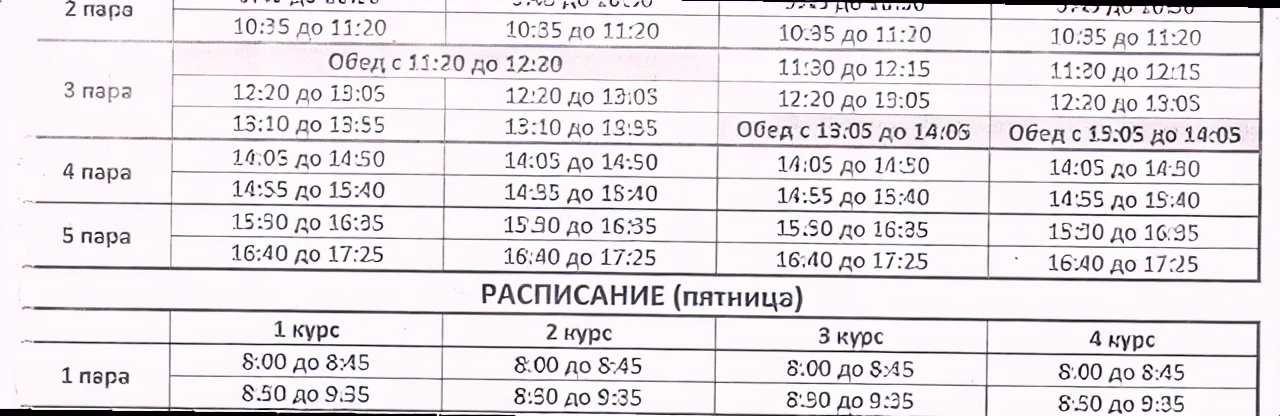 2 пара
10:35 до 11:20 10:35 до 11:20 10:35 до 11:20 10:35 до 11:20
3 пара
Обед с 11:20 до 12:20 11:30 до 12:15 11:30 до 12:15
12:20 до 13:05 12:20 до 13:05 12:20 до 13:05 12:20 до 13:05
13:10 до 13:55 13:10 до 13:55 Обед с 13:05 до 14:05 Обед с 13:05 до 14:05
4 пара
14:05 до 14:50 14:05 до 14:50 14:05 до 14:50 14:05 до 14:50
14:55 до 15:40 14:55 до 15:40 14:55 до 15:40 14:55 до 15:40
5 пара
15:50 до 16:35 15:50 до 16:35 15:50 до 16:35 15:50 до 16:35
16:40 до 17:25 16:40 до 17:25 16:40 до 17:25 16:40 до 17:25
РАСПИСАНИЕ (пятница)
1 курс 2 курс 3 курс 4 курс
1 пара
8:00 до 8:45 8:00 до 8:45 8:00 до 8:45 8:00 до 8:45
8:50 до 9:35 8:50 до 9:35 8:50 до 9:35 8:50 до 9:35